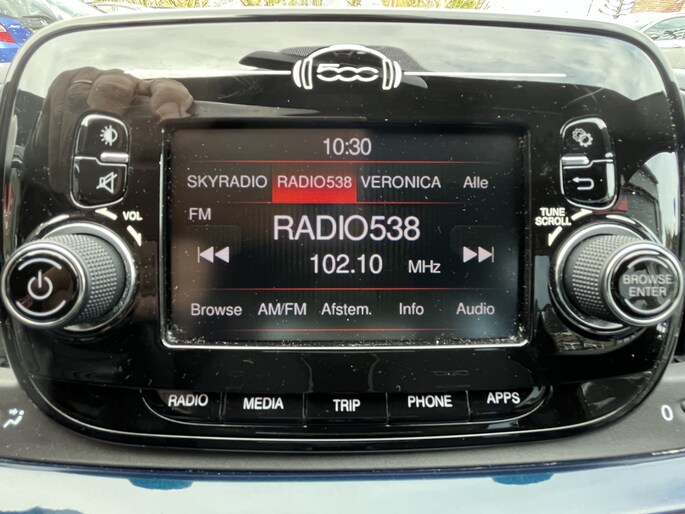 500
10:30
SKYRADIO RADIO538 VERONICA Alle
VOL
FM
TUNE
SCROLL
RADIO538
102.10 MHz
BROWSE
ENTER
Browse AM/FM Afstem. Info Audio
RADIO MEDIA TRIP PHONE APPS
0